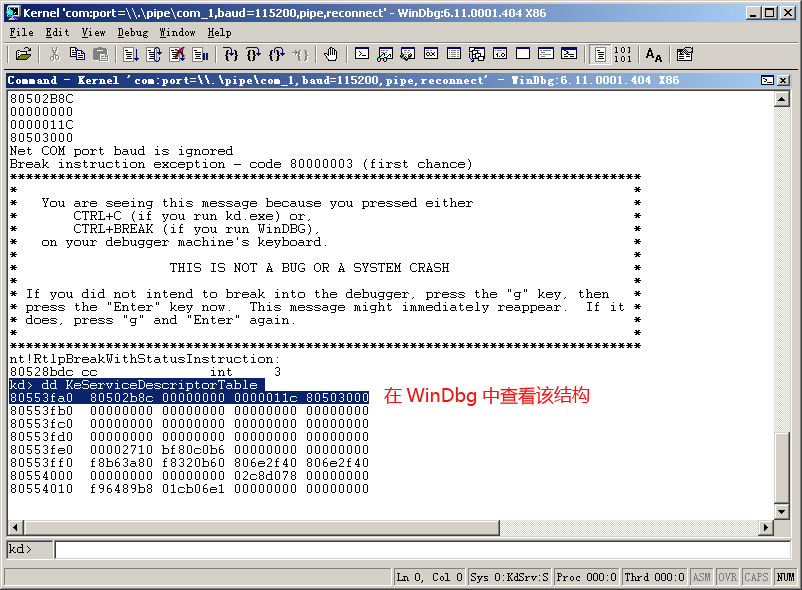 Kernel 'com:port=\\.\pipe\com_1,baud=115200,pipe,reconnect' - WinDbg:6.11.0001.404 X86
File Edit View Debug Window Help
Command - Kernel 'com:port=\\.\pipe\com_1,baud=115200,pipe,reconnect' - WinDbg:6.11.0001.404 X86
80502B8C
00000000
0000011C
80503000
Net COM port baud is ignored
Break instruction exception - code 80000003 (first chance)
*******************************************************************************
*                                                                             *
*   You are seeing this message because you pressed either                    *
*       CTRL+C (if you run kd.exe) or,                                        *
*       CTRL+BREAK (if you run WinDBG),                                       *
*   on your debugger machine's keyboard.                                      *
*                                                                             *
*                   THIS IS NOT A BUG OR A SYSTEM CRASH                       *
*                                                                             *
* If you did not intend to break into the debugger, press the "g" key, then   *
* press the "Enter" key now.  This message might immediately reappear.  If it *
* does, press "g" and "Enter" again.                                          *
*                                                                             *
*******************************************************************************
nt!RtlpBreakWithStatusInstruction:
80528bdc cc              int     3
kd> dd KeServiceDescriptorTable
80553fa0  80502b8c 00000000 0000011c 80503000 在 WinDbg 中查看该结构
80553fb0  00000000 00000000 00000000 00000000
80553fc0  00000000 00000000 00000000 00000000
80553fd0  00000000 00000000 00000000 00000000
80553fe0  00002710 bf80c0b6 00000000 00000000
80553ff0  f8b63a80 f8320b60 806e2f40 806e2f40
80554000  00000000 00000000 02c8d078 00000000
80554010  f96489b8 01cb06e1 00000000 00000000
kd>
Ln 0, Col 0 Sys 0:KdSrv:S Proc 000:0 Thrd 000:0 ASM OVR CAPS NUM